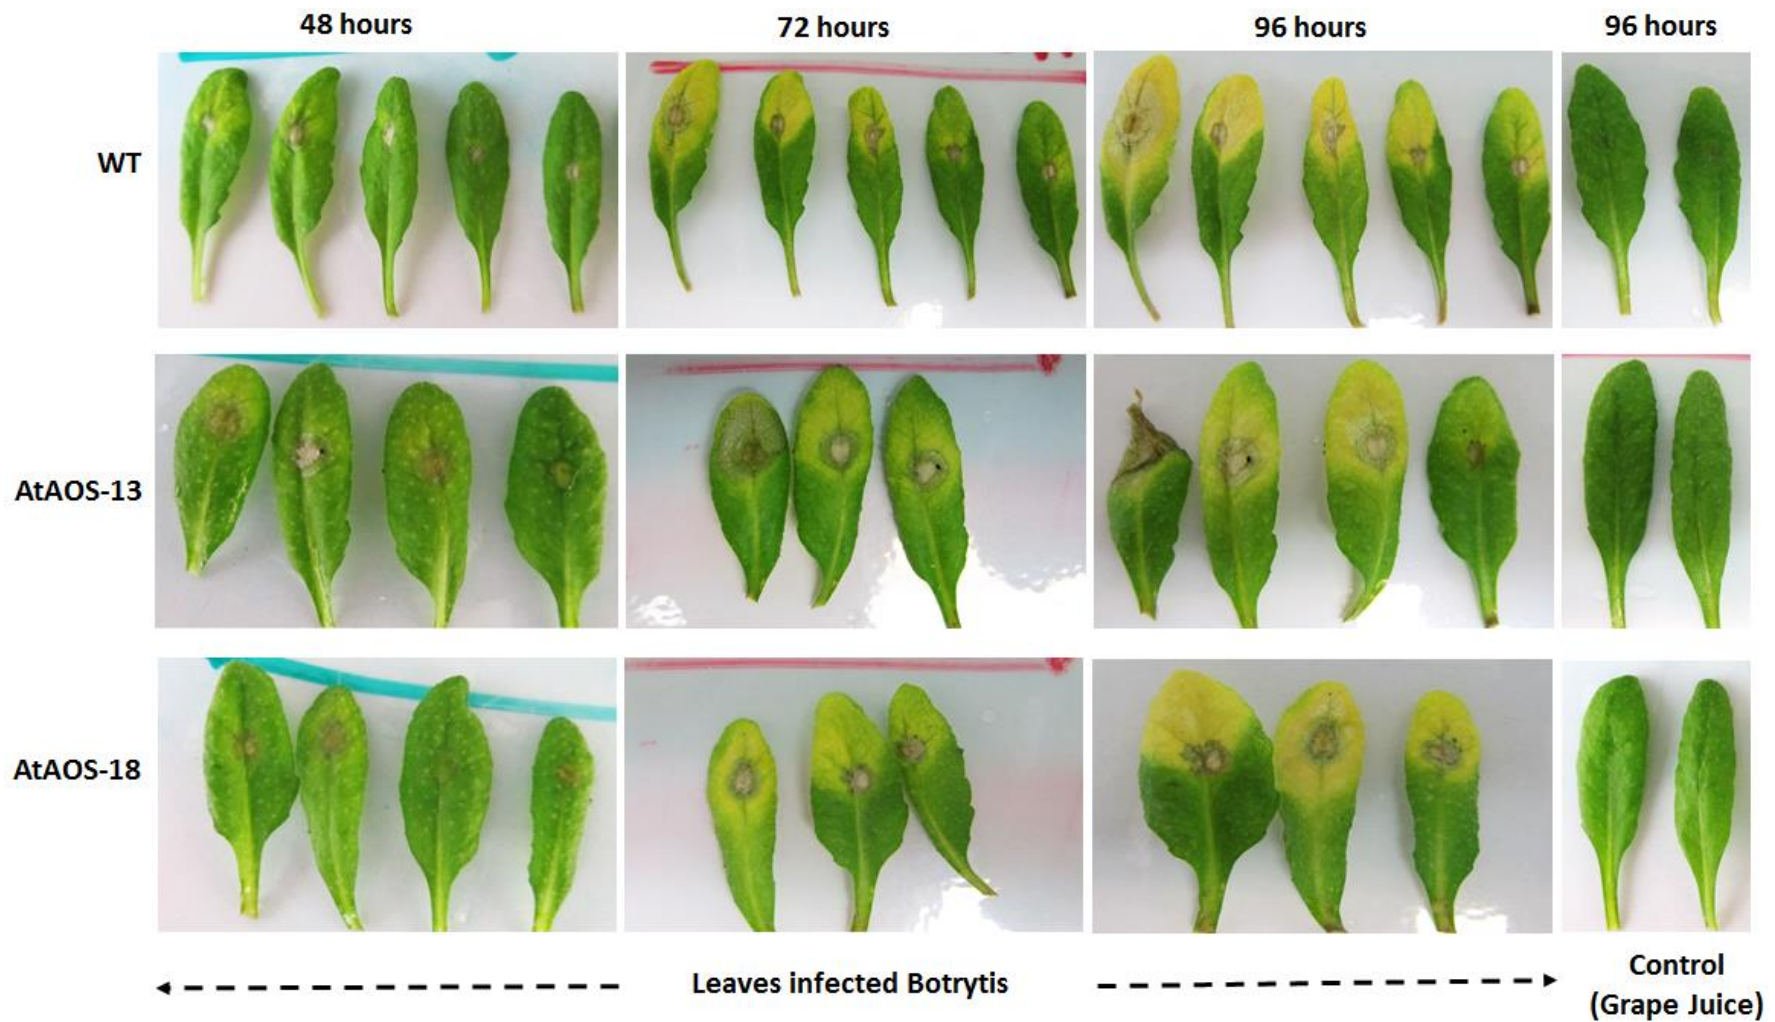 48 hours
72 hours
96 hours
96 hours
WT
AtAOS-13
AtAOS-18
Leaves infected Botrytis
Control
(Grape Juice)